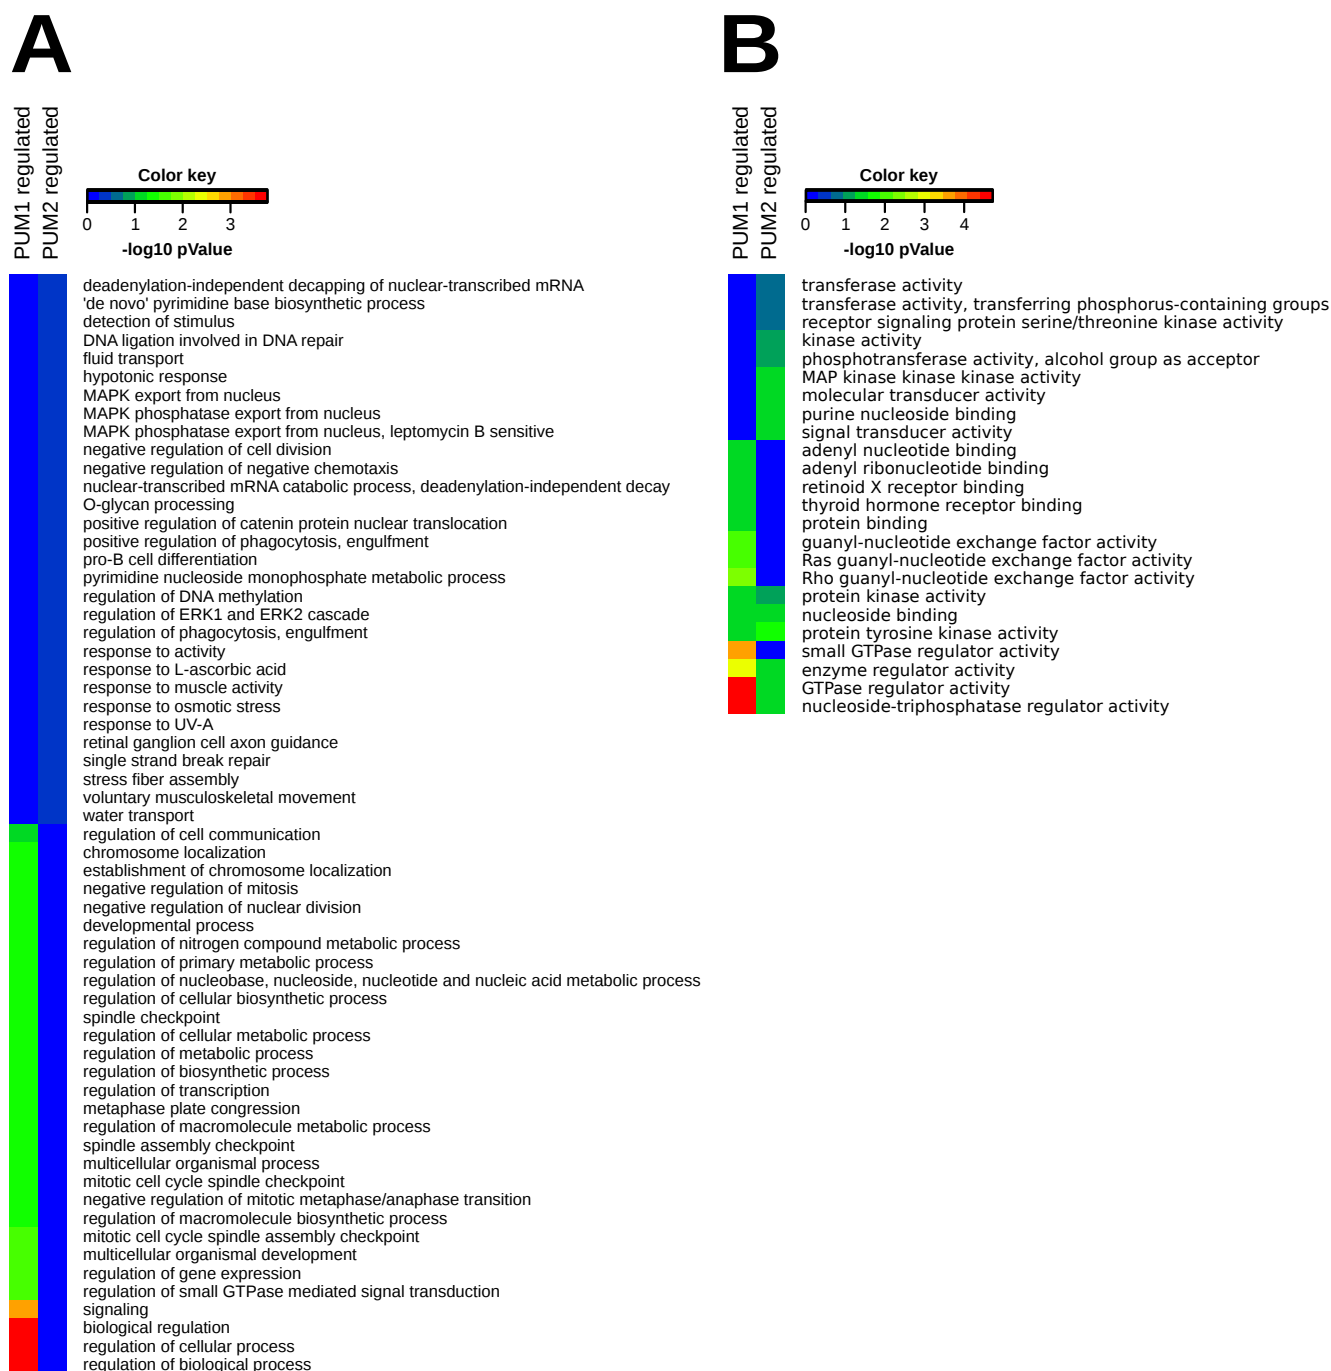 A
PUM1 regulated
PUM2 regulated
Color key
0 1 2 3
-log10 pValue
deadenylation-independent decapping of nuclear-transcribed mRNA
'de novo' pyrimidine base biosynthetic process
detection of stimulus
DNA ligation involved in DNA repair
fluid transport
hypotonic response
MAPK export from nucleus
MAPK phosphatase export from nucleus
MAPK phosphatase export from nucleus, leptomycin B sensitive
negative regulation of cell division
negative regulation of negative chemotaxis
nuclear-transcribed mRNA catabolic process, deadenylation-independent decay
O-glycan processing
positive regulation of catenin protein nuclear translocation
positive regulation of phagocytosis, engulfment
pro-B cell differentiation
pyrimidine nucleoside monophosphate metabolic process
regulation of DNA methylation
regulation of ERK1 and ERK2 cascade
regulation of phagocytosis, engulfment
response to activity
response to L-ascorbic acid
response to muscle activity
response to osmotic stress
response to UV-A
retinal ganglion cell axon guidance
single strand break repair
stress fiber assembly
voluntary musculoskeletal movement
water transport
regulation of cell communication
chromosome localization
establishment of chromosome localization
negative regulation of mitosis
negative regulation of nuclear division
developmental process
regulation of nitrogen compound metabolic process
regulation of primary metabolic process
regulation of nucleobase, nucleoside, nucleotide and nucleic acid metabolic process
regulation of cellular biosynthetic process
spindle checkpoint
regulation of cellular metabolic process
regulation of metabolic process
regulation of biosynthetic process
regulation of transcription
metaphase plate congression
regulation of macromolecule metabolic process
spindle assembly checkpoint
multicellular organismal process
mitotic cell cycle spindle checkpoint
negative regulation of mitotic metaphase/anaphase transition
regulation of macromolecule biosynthetic process
mitotic cell cycle spindle assembly checkpoint
multicellular organismal development
regulation of gene expression
regulation of small GTPase mediated signal transduction
signaling
biological regulation
regulation of cellular process
regulation of biological process
B
PUM1 regulated
PUM2 regulated
Color key
0 1 2 3 4
-log10 pValue
transferase activity
transferase activity, transferring phosphorus-containing groups
receptor signaling protein serine/threonine kinase activity
kinase activity
phosphotransferase activity, alcohol group as acceptor
MAP kinase kinase kinase activity
molecular transducer activity
purine nucleoside binding
signal transducer activity
adenyl nucleotide binding
adenyl ribonucleotide binding
retinoid X receptor binding
thyroid hormone receptor binding
protein binding
guanyl-nucleotide exchange factor activity
Ras guanyl-nucleotide exchange factor activity
Rho guanyl-nucleotide exchange factor activity
protein kinase activity
nucleoside binding
protein tyrosine kinase activity
small GTPase regulator activity
enzyme regulator activity
GTPase regulator activity
nucleoside-triphosphatase regulator activity